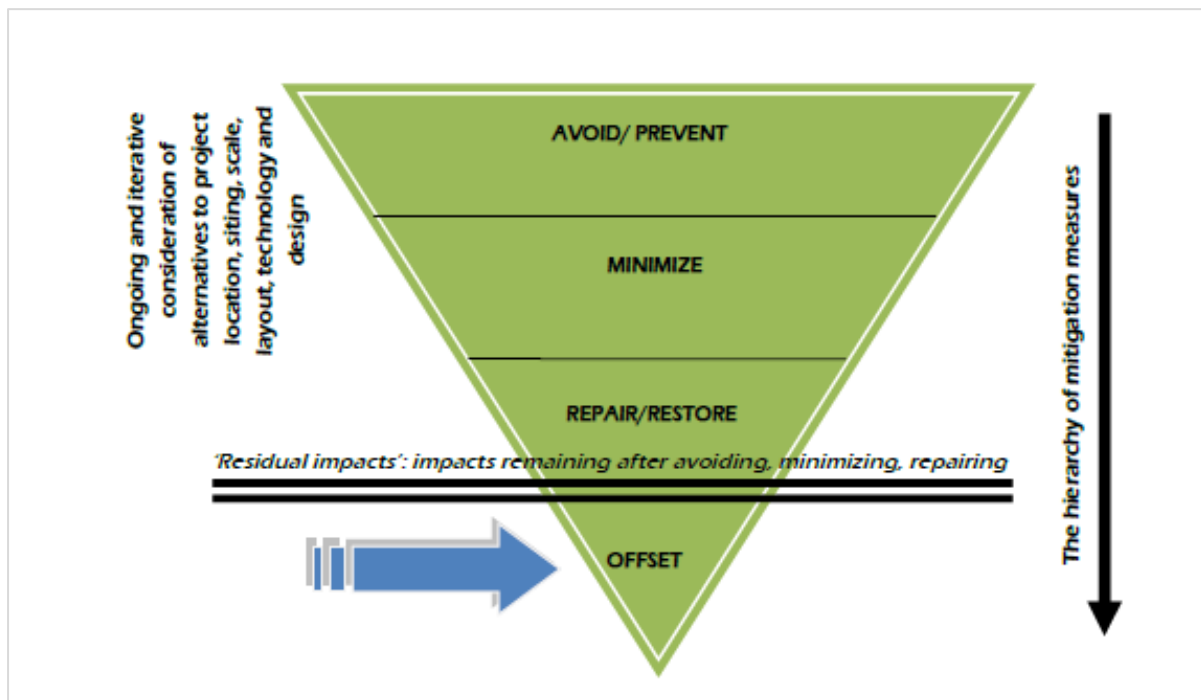 Ongoing and iterative
consideration of
alternatives to project
location, siting, scale,
layout, technology and
design
AVOID/ PREVENT
MINIMIZE
REPAIR/RESTORE
‘Residual impacts’: impacts remaining after avoiding, minimizing, repairing
OFFSET
The hierarchy of mitigation measures